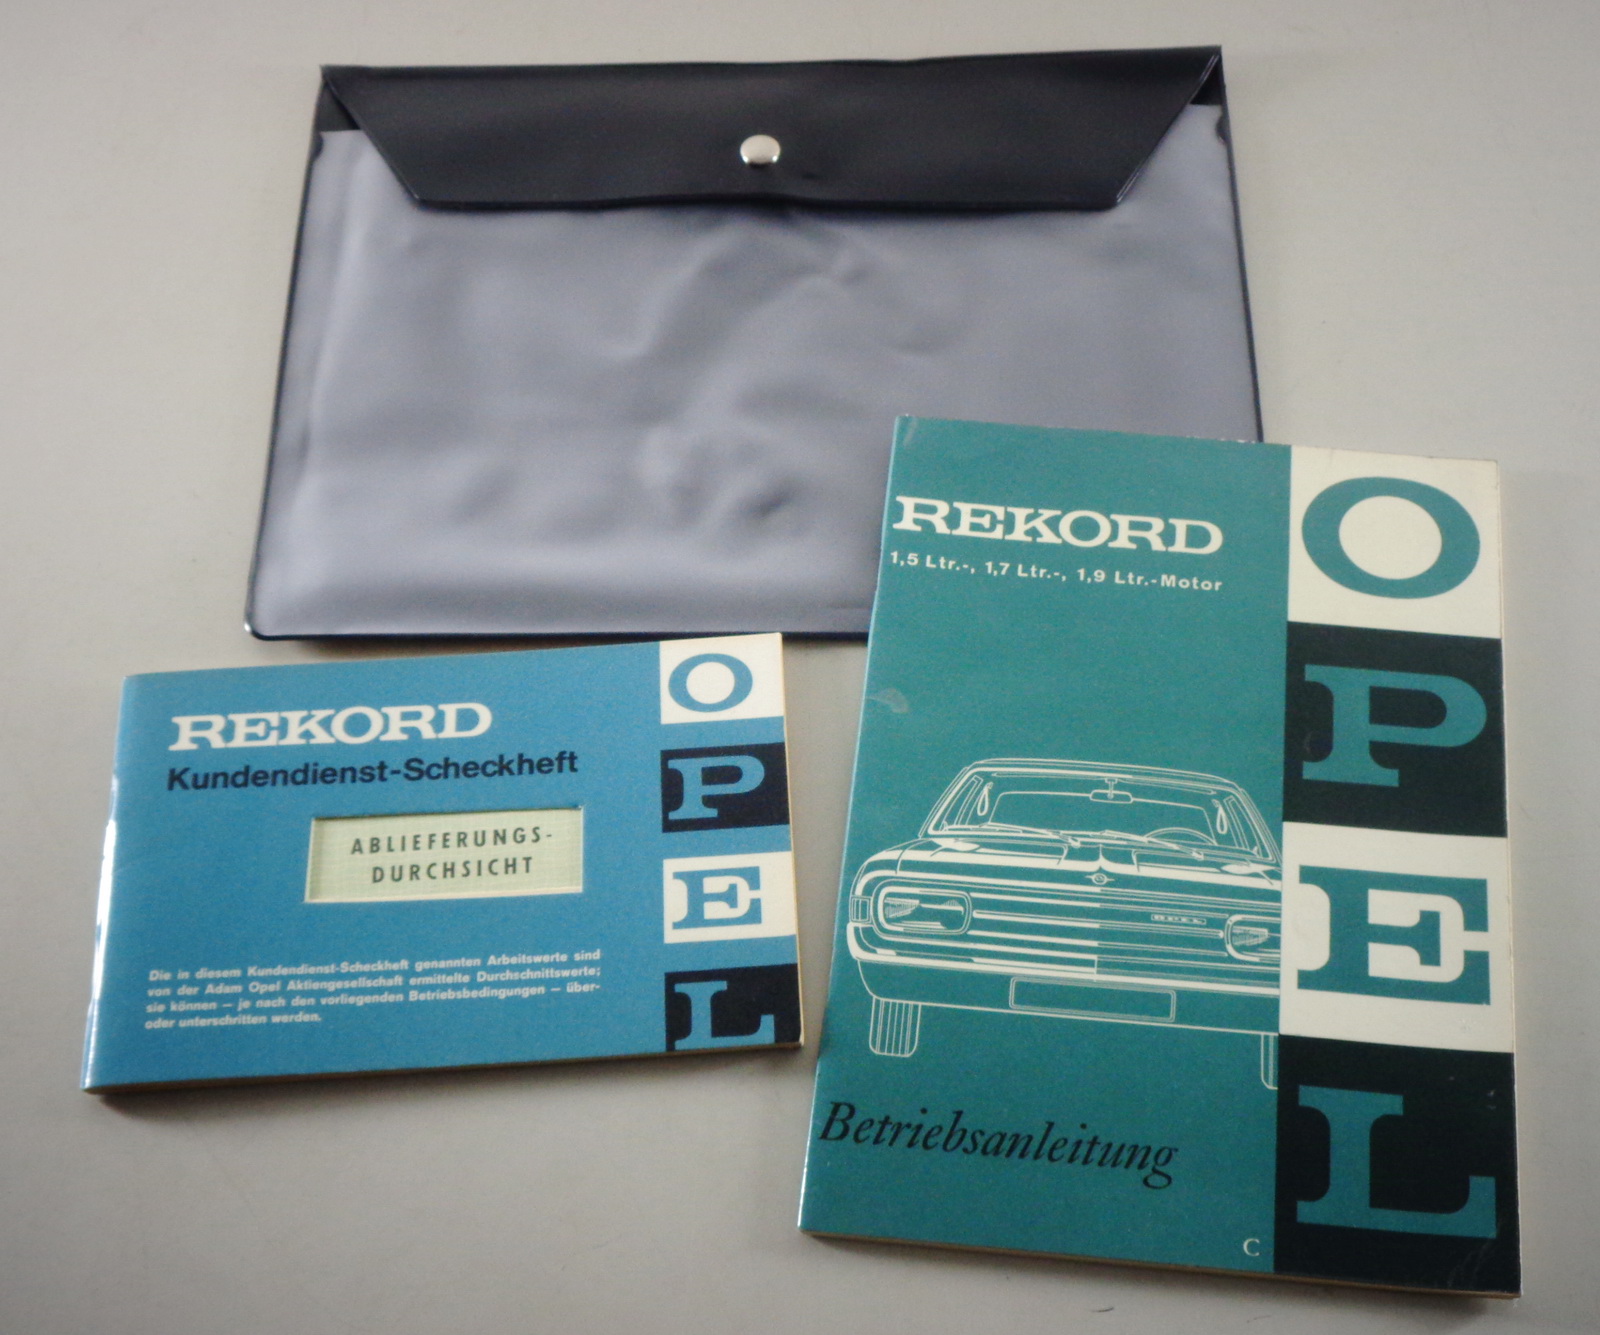 REKORD
Kundendienst-Scheckheft
ABLIEFERUNGS-
DURCHSICHT
Die in diesem Kundendienst-Scheckheft genannten Arbeitswerte sind
von der Adam Opel Aktiengesellschaft ermittelte Durchschnittswerte;
sie können — je nach den vorliegenden Betriebsbedingungen — über-
oder unterschritten werden.
O
P
E
L
REKORD
1,5 Ltr.-, 1,7 Ltr.-, 1,9 Ltr.-Motor
OPEL
Betriebsanleitung
C
O
P
E
L